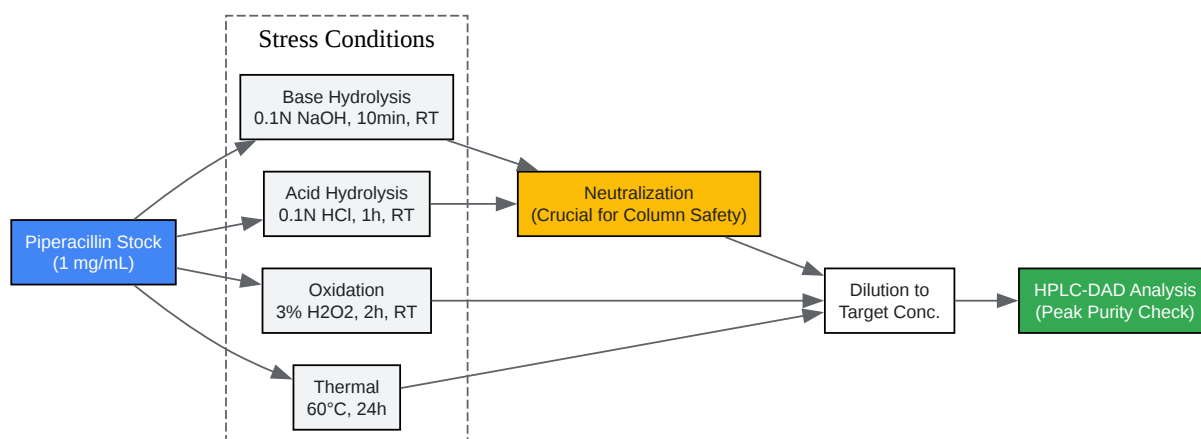 Stress Conditions
Base Hydrolysis
0.1N NaOH, 10min, RT
Acid Hydrolysis
0.1N HCl, 1h, RT
Neutralization
(Crucial for Column Safety)
Piperacillin Stock
(1 mg/mL)
Oxidation
3% H2O2, 2h, RT
Dilution to
Target Conc.
HPLC-DAD Analysis
(Peak Purity Check)
Thermal
60°C, 24h